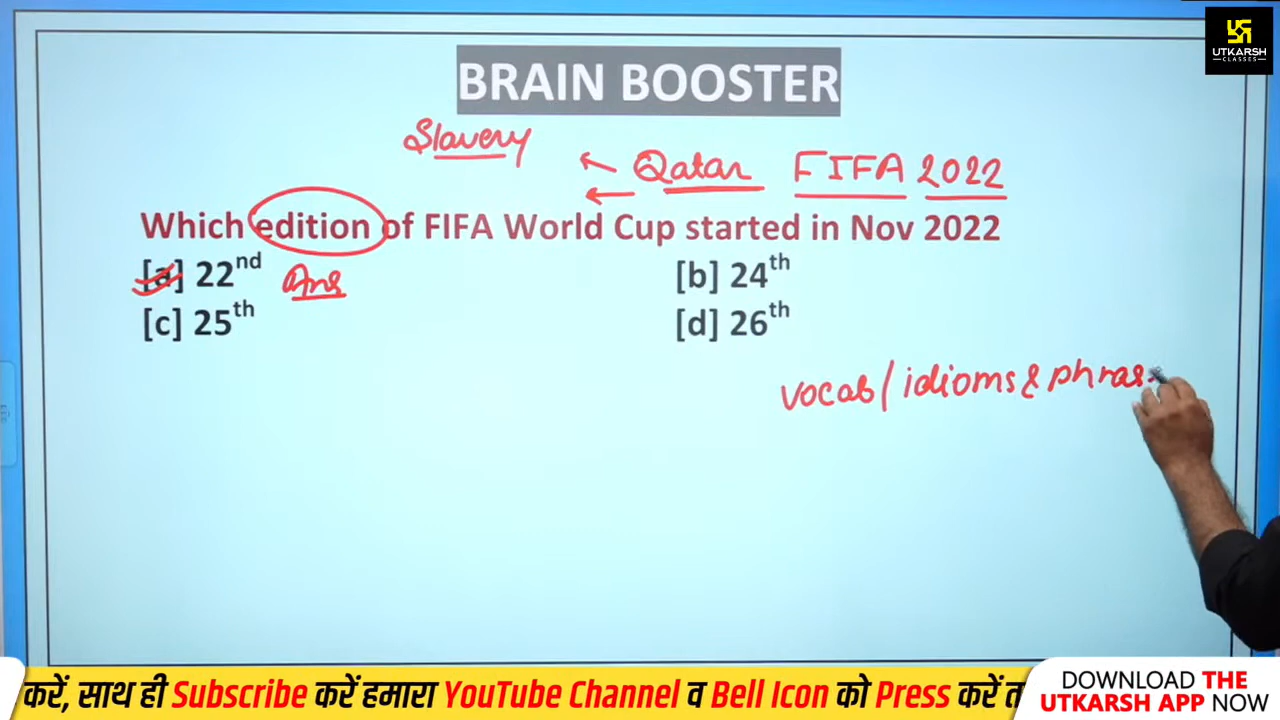 UTKARSH
CLASSES
BRAIN BOOSTER
Slavery
Qatar FIFA 2022
Which edition of FIFA World Cup started in Nov 2022
[a] 22nd Ans
[b] 24th
[c] 25th
[d] 26th
vocab/idioms & phras
करें, साथ ही Subscribe करें हमारा YouTube Channel व Bell Icon को Press करें
DOWNLOAD THE
UTKARSH APP NOW